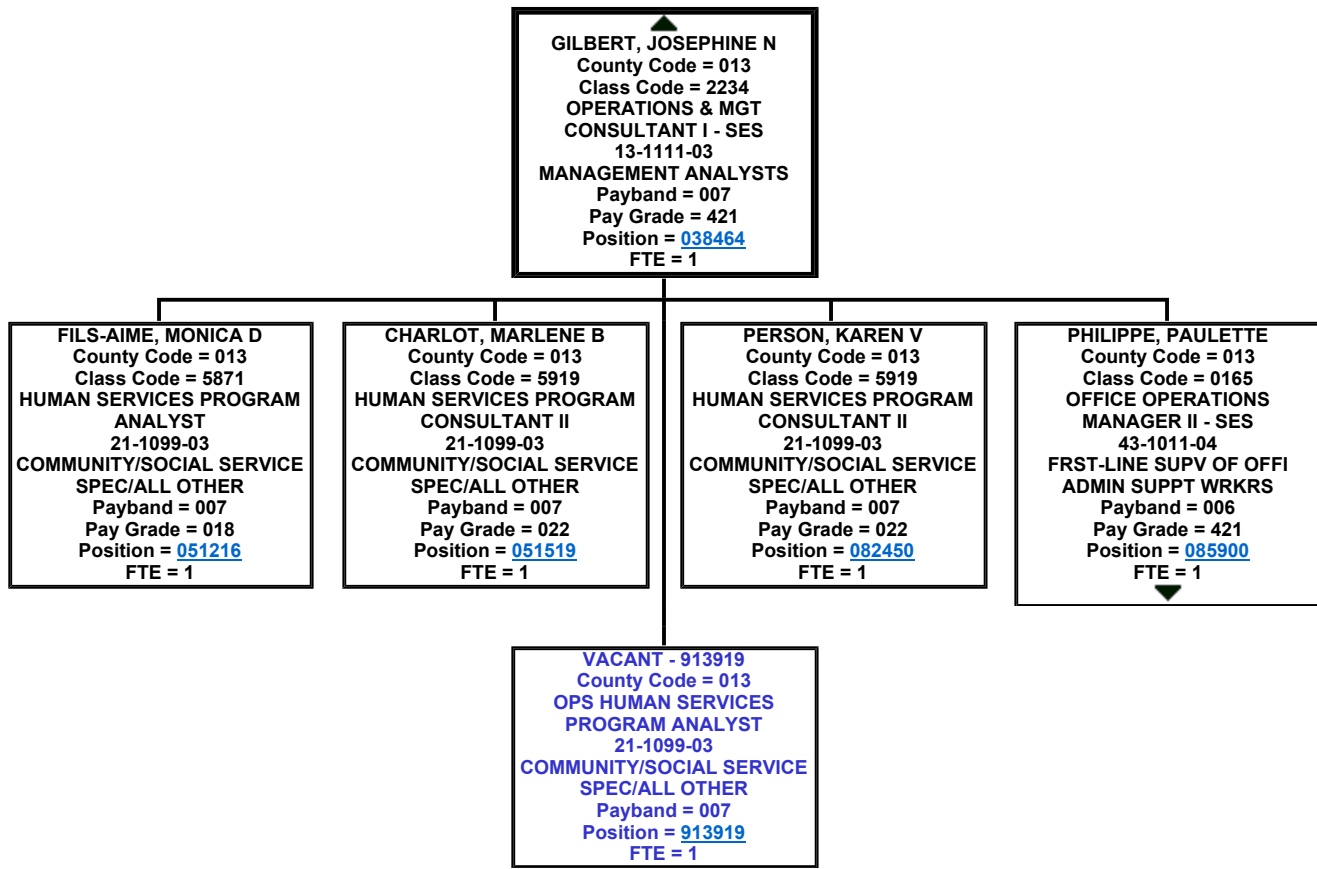 GILBERT, JOSEPHINE N
County Code = 013
Class Code = 2234
OPERATIONS & MGT
CONSULTANT I - SES
13-1111-03
MANAGEMENT ANALYSTS
Payband = 007
Pay Grade = 421
Position = 038464
FTE = 1
FILS-AIME, MONICA D
County Code = 013
Class Code = 5871
HUMAN SERVICES PROGRAM
ANALYST
21-1099-03
COMMUNITY/SOCIAL SERVICE
SPEC/ALL OTHER
Payband = 007
Pay Grade = 018
Position = 051216
FTE = 1
CHARLOT, MARLENE B
County Code = 013
Class Code = 5919
HUMAN SERVICES PROGRAM
CONSULTANT II
21-1099-03
COMMUNITY/SOCIAL SERVICE
SPEC/ALL OTHER
Payband = 007
Pay Grade = 022
Position = 051519
FTE = 1
PERSON, KAREN V
County Code = 013
Class Code = 5919
HUMAN SERVICES PROGRAM
CONSULTANT II
21-1099-03
COMMUNITY/SOCIAL SERVICE
SPEC/ALL OTHER
Payband = 007
Pay Grade = 022
Position = 082450
FTE = 1
PHILIPPE, PAULETTE
County Code = 013
Class Code = 0165
OFFICE OPERATIONS
MANAGER II - SES
43-1011-04
FRST-LINE SUPV OF OFFI
ADMIN SUPPT WRKRS
Payband = 006
Pay Grade = 421
Position = 085900
FTE = 1
VACANT - 913919
County Code = 013
OPS HUMAN SERVICES
PROGRAM ANALYST
21-1099-03
COMMUNITY/SOCIAL SERVICE
SPEC/ALL OTHER
Payband = 007
Position = 913919
FTE = 1